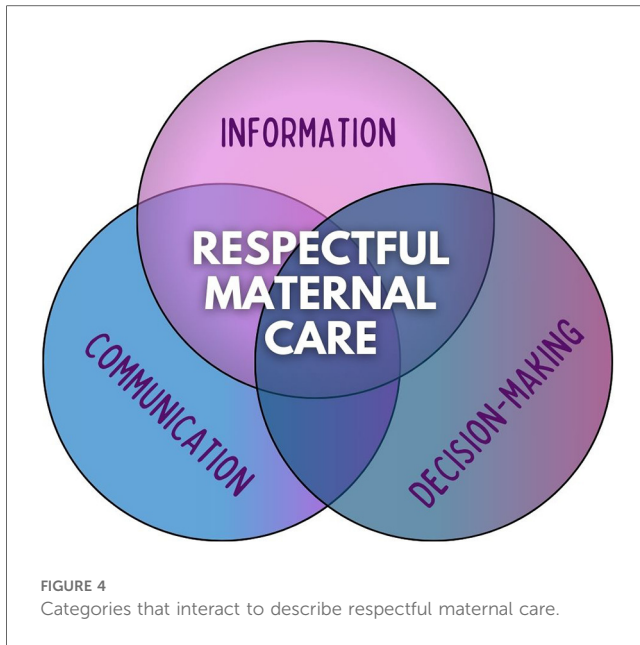 INFORMATION
RESPECTFUL
MATERNAL
CARE
COMMUNICATION
DECISION-MAKING
FIGURE 4
Categories that interact to describe respectful maternal care.